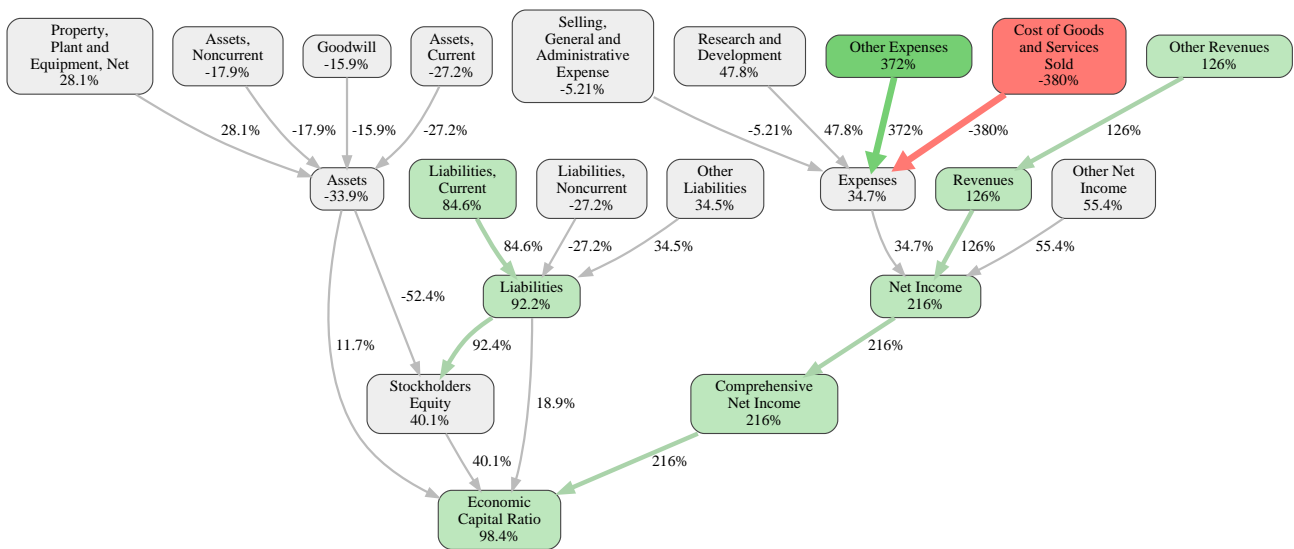 Property,
Plant and
Equipment, Net
28.1%
Assets,
Noncurrent
-17.9%
Goodwill
-15.9%
Assets,
Current
-27.2%
Selling,
General and
Administrative
Expense
-5.21%
Research and
Development
47.8%
Other Expenses
372%
Cost of Goods
and Services
Sold
-380%
Other Revenues
126%
28.1%
-17.9%
-15.9%
-27.2%
-5.21%
47.8%
372%
-380%
126%
Assets
-33.9%
Liabilities,
Current
84.6%
Liabilities,
Noncurrent
-27.2%
Other
Liabilities
34.5%
Expenses
34.7%
Revenues
126%
Other Net
Income
55.4%
84.6%
-27.2%
34.5%
34.7%
126%
55.4%
Liabilities
92.2%
Net Income
216%
-52.4%
11.7%
92.4%
18.9%
216%
Stockholders
Equity
40.1%
Comprehensive
Net Income
216%
40.1%
216%
Economic
Capital Ratio
98.4%